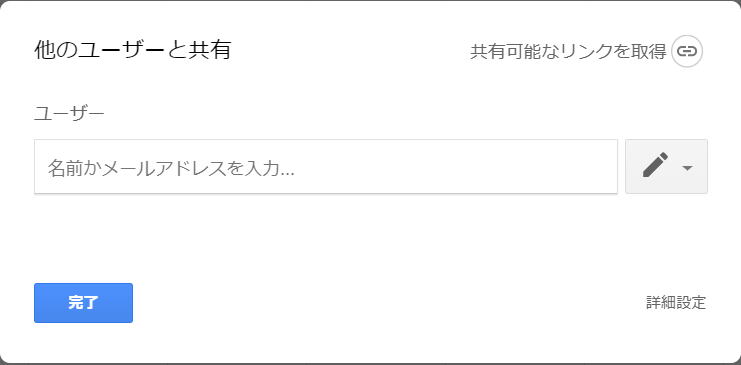 他のユーザーと共有
共有可能なリンクを取得
ユーザー
名前かメールアドレスを入力...
完了
詳細設定